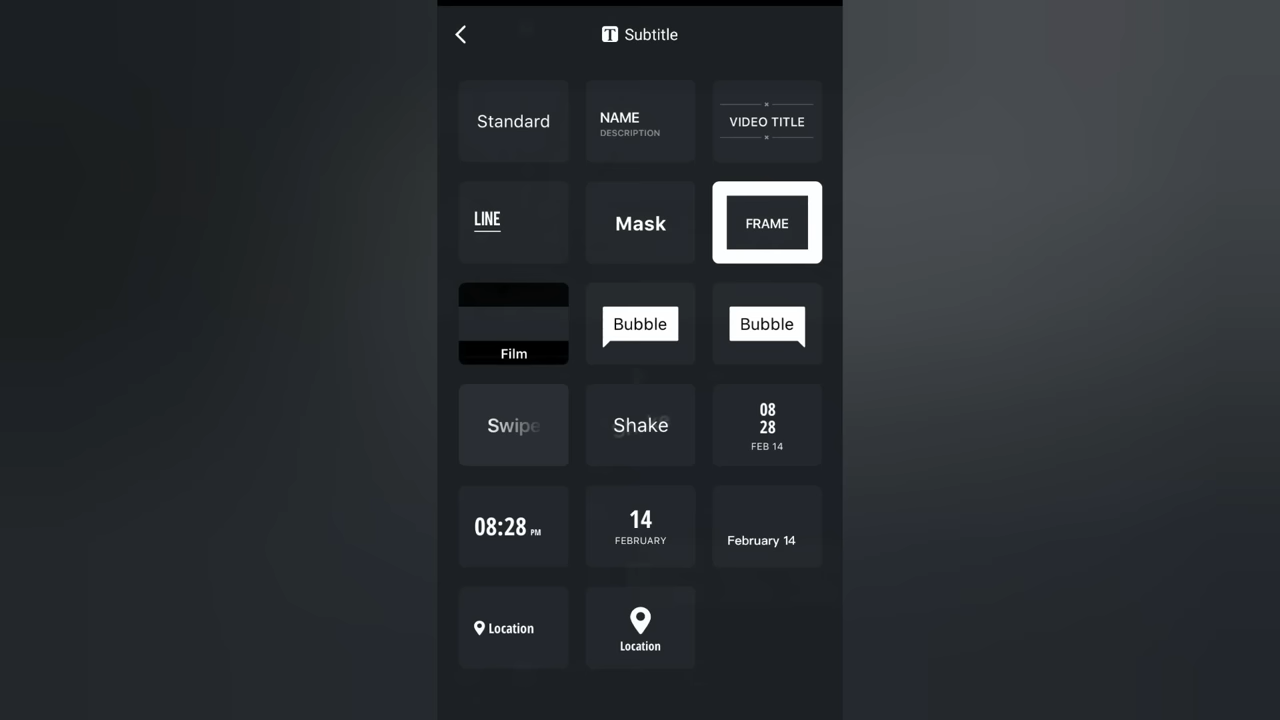 T Subtitle
Standard
NAME
DESCRIPTION
VIDEO TITLE
LINE
Mask
FRAME
Film
Bubble
Bubble
Swipe
Shake
08
28
FEB 14
08:28 PM
14
FEBRUARY
February 14
Location
Location